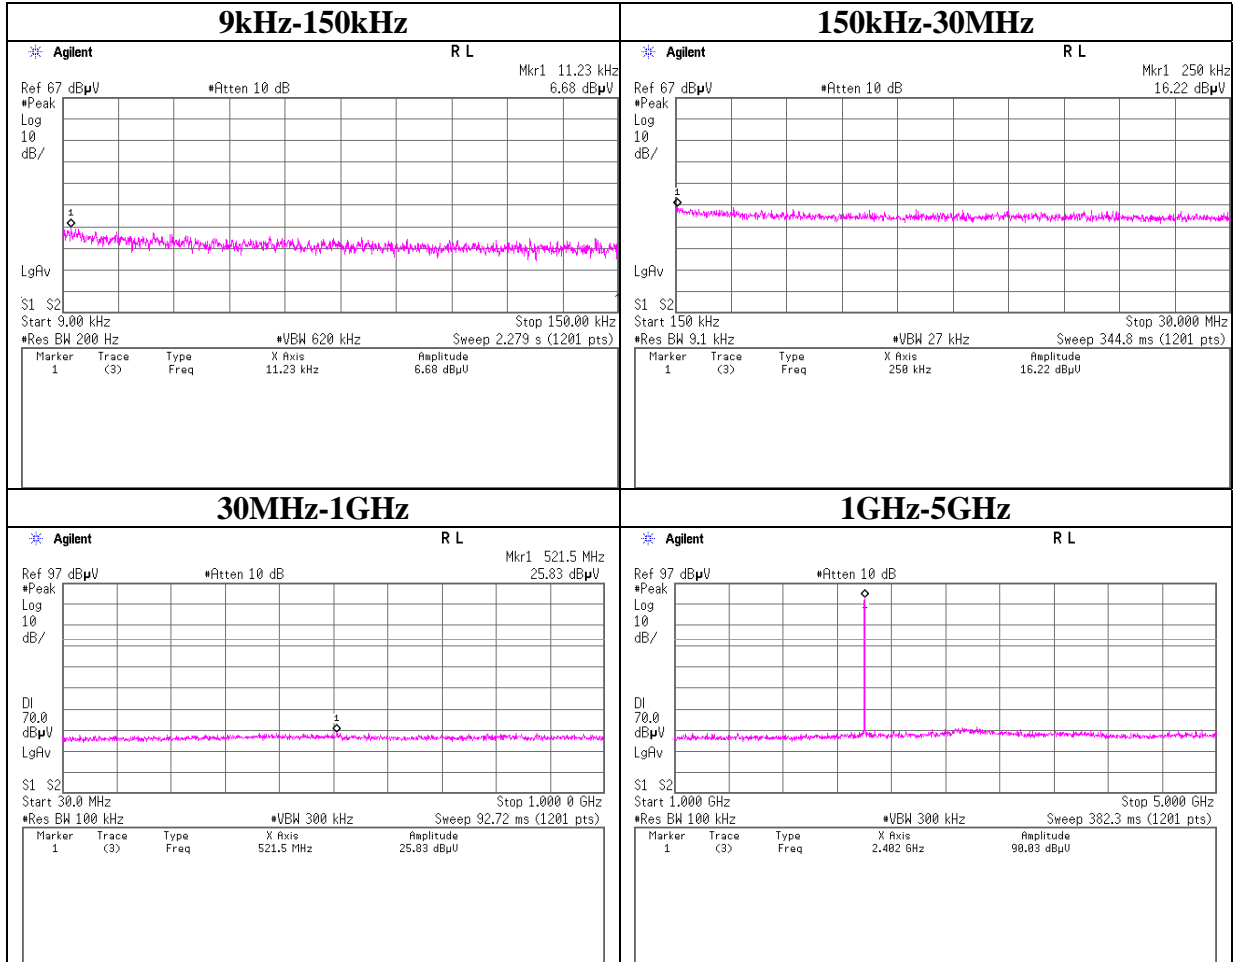 9kHz-150kHz
Agilent R L
Mkr1 11.23 kHz
Ref 67 dBµV #Atten 10 dB 6.68 dBµV
#Peak
Log
10
dB/
1
LgAv
S1 S2
Start 9.00 kHz Stop 150.00 kHz
#Res BW 200 Hz #VBW 620 kHz Sweep 2.279 s (1201 pts)
Marker Trace Type X Axis Amplitude
1 (3) Freq 11.23 kHz 6.68 dBµV
150kHz-30MHz
Agilent R L
Mkr1 250 kHz
Ref 67 dBµV #Atten 10 dB 16.22 dBµV
#Peak
Log
10
dB/
1
LgAv
S1 S2
Start 150 kHz Stop 30.000 MHz
#Res BW 9.1 kHz #VBW 27 kHz Sweep 344.8 ms (1201 pts)
Marker Trace Type X Axis Amplitude
1 (3) Freq 250 kHz 16.22 dBµV
30MHz-1GHz
Agilent R L
Mkr1 521.5 MHz
Ref 97 dBµV #Atten 10 dB 25.83 dBµV
#Peak
Log
10
dB/
DI
70.0
dBµV
1
LgAv
S1 S2
Start 30.0 MHz Stop 1.000 0 GHz
#Res BW 100 kHz #VBW 300 kHz Sweep 92.72 ms (1201 pts)
Marker Trace Type X Axis Amplitude
1 (3) Freq 521.5 MHz 25.83 dBµV
1GHz-5GHz
Agilent R L
Ref 97 dBµV #Atten 10 dB
#Peak
Log
10
dB/
1
DI
70.0
dBµV
LgAv
S1 S2
Start 1.000 GHz Stop 5.000 GHz
#Res BW 100 kHz #VBW 300 kHz Sweep 382.3 ms (1201 pts)
Marker Trace Type X Axis Amplitude
1 (3) Freq 2.402 GHz 90.03 dBµV